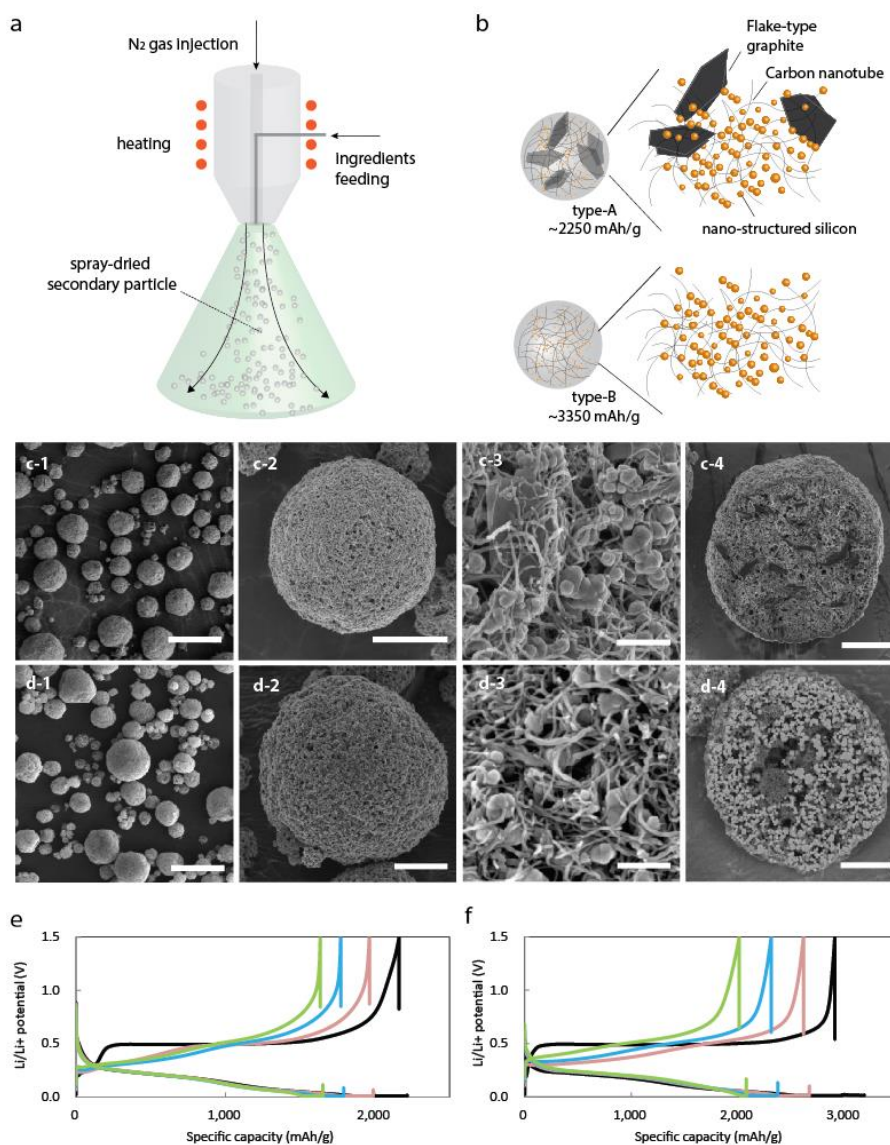 a
N2 gas injection
heating
Ingredients
feeding
spray-dried
secondary particle
b
Flake-type
graphite
Carbon nanotube
type-A
~2250 mAh/g
nano-structured silicon
type-B
~3350 mAh/g
c-1
c-2
c-3
c-4
d-1
d-2
d-3
d-4
e
Li/Li+ potential (V)
1.5
1.0
0.5
0.0
0
1,000
2,000
Specific capacity (mAh/g)
f
Li/Li+ potential (V)
1.5
1.0
0.5
0.0
0
1,000
2,000
3,000
Specific capacity (mAh/g)